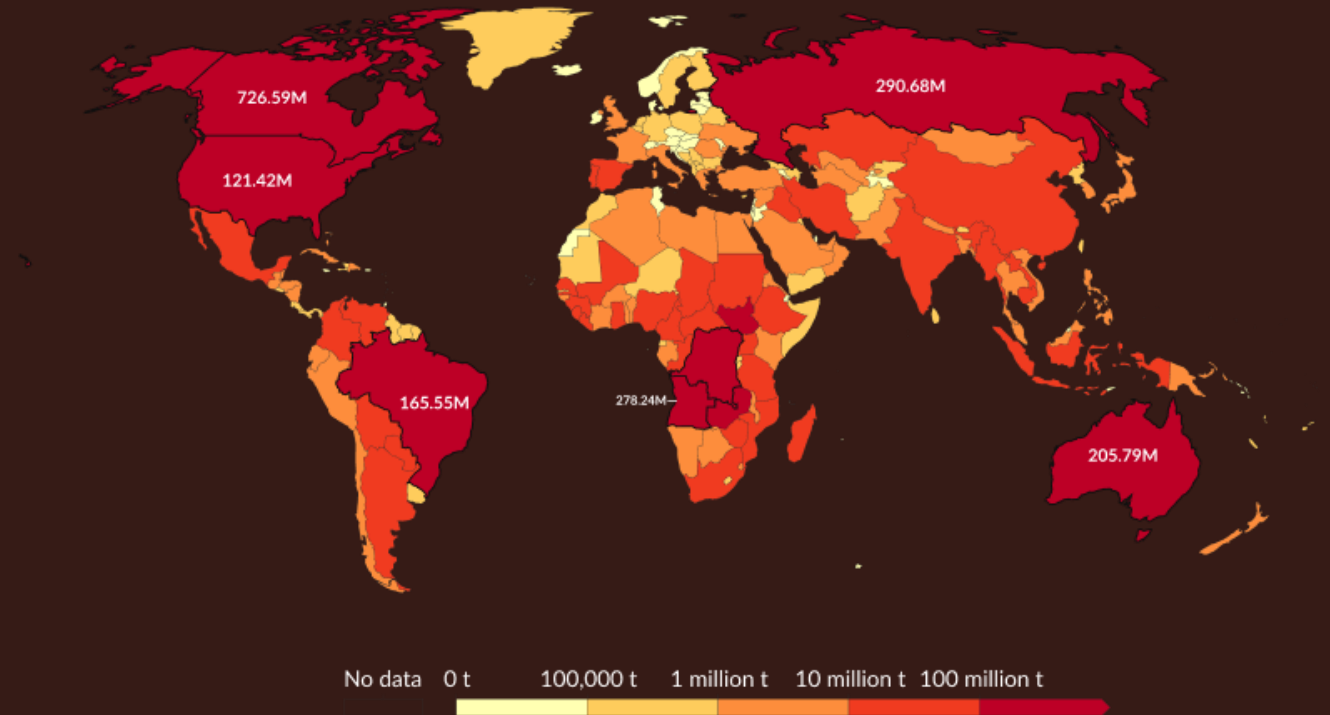 726.59M
290.68M
121.42M
165.55M
278.24M
205.79M
No data 0 t 100,000 t 1 million t 10 million t 100 million t